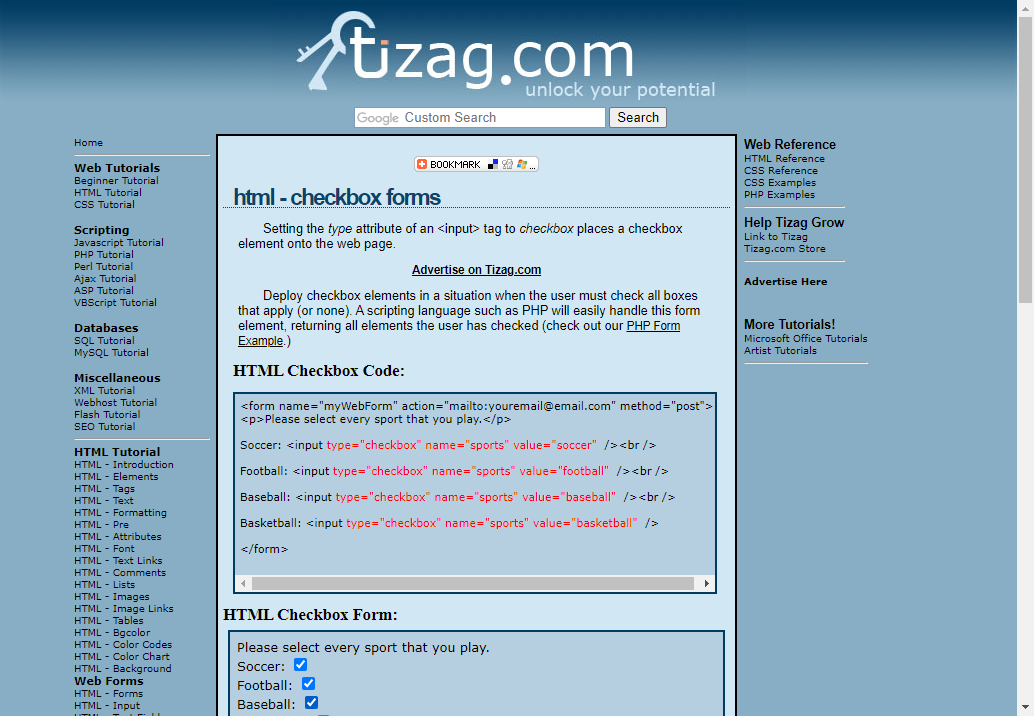 tizag.com
unlock your potential
Google Custom Search
Search
Home
Web Tutorials
Beginner Tutorial
HTML Tutorial
CSS Tutorial
Scripting
Javascript Tutorial
PHP Tutorial
Perl Tutorial
Ajax Tutorial
ASP Tutorial
VBScript Tutorial
Databases
SQL Tutorial
MySQL Tutorial
Miscellaneous
XML Tutorial
Webhost Tutorial
Flash Tutorial
SEO Tutorial
HTML Tutorial
HTML - Introduction
HTML - Elements
HTML - Tags
HTML - Text
HTML - Formatting
HTML - Pre
HTML - Attributes
HTML - Font
HTML - Text Links
HTML - Comments
HTML - Lists
HTML - Images
HTML - Image Links
HTML - Tables
HTML - Bgcolor
HTML - Color Codes
HTML - Color Chart
HTML - Background
Web Forms
HTML - Forms
HTML - Input
BOOKMARK ...
html - checkbox forms
Setting the type attribute of an <input> tag to checkbox places a checkbox
element onto the web page.
Advertise on Tizag.com
Deploy checkbox elements in a situation when the user must check all boxes
that apply (or none). A scripting language such as PHP will easily handle this form
element, returning all elements the user has checked (check out our PHP Form
Example.)
HTML Checkbox Code:
<form name="myWebForm" action="mailto:youremail@email.com" method="post">
<p>Please select every sport that you play.</p>
Soccer: <input type="checkbox" name="sports" value="soccer" /><br />
Football: <input type="checkbox" name="sports" value="football" /><br />
Baseball: <input type="checkbox" name="sports" value="baseball" /><br />
Basketball: <input type="checkbox" name="sports" value="basketball" />
</form>
HTML Checkbox Form:
Please select every sport that you play.
Soccer:
Football:
Baseball:
Web Reference
HTML Reference
CSS Reference
CSS Examples
PHP Examples
Help Tizag Grow
Link to Tizag
Tizag.com Store
Advertise Here
More Tutorials!
Microsoft Office Tutorials
Artist Tutorials